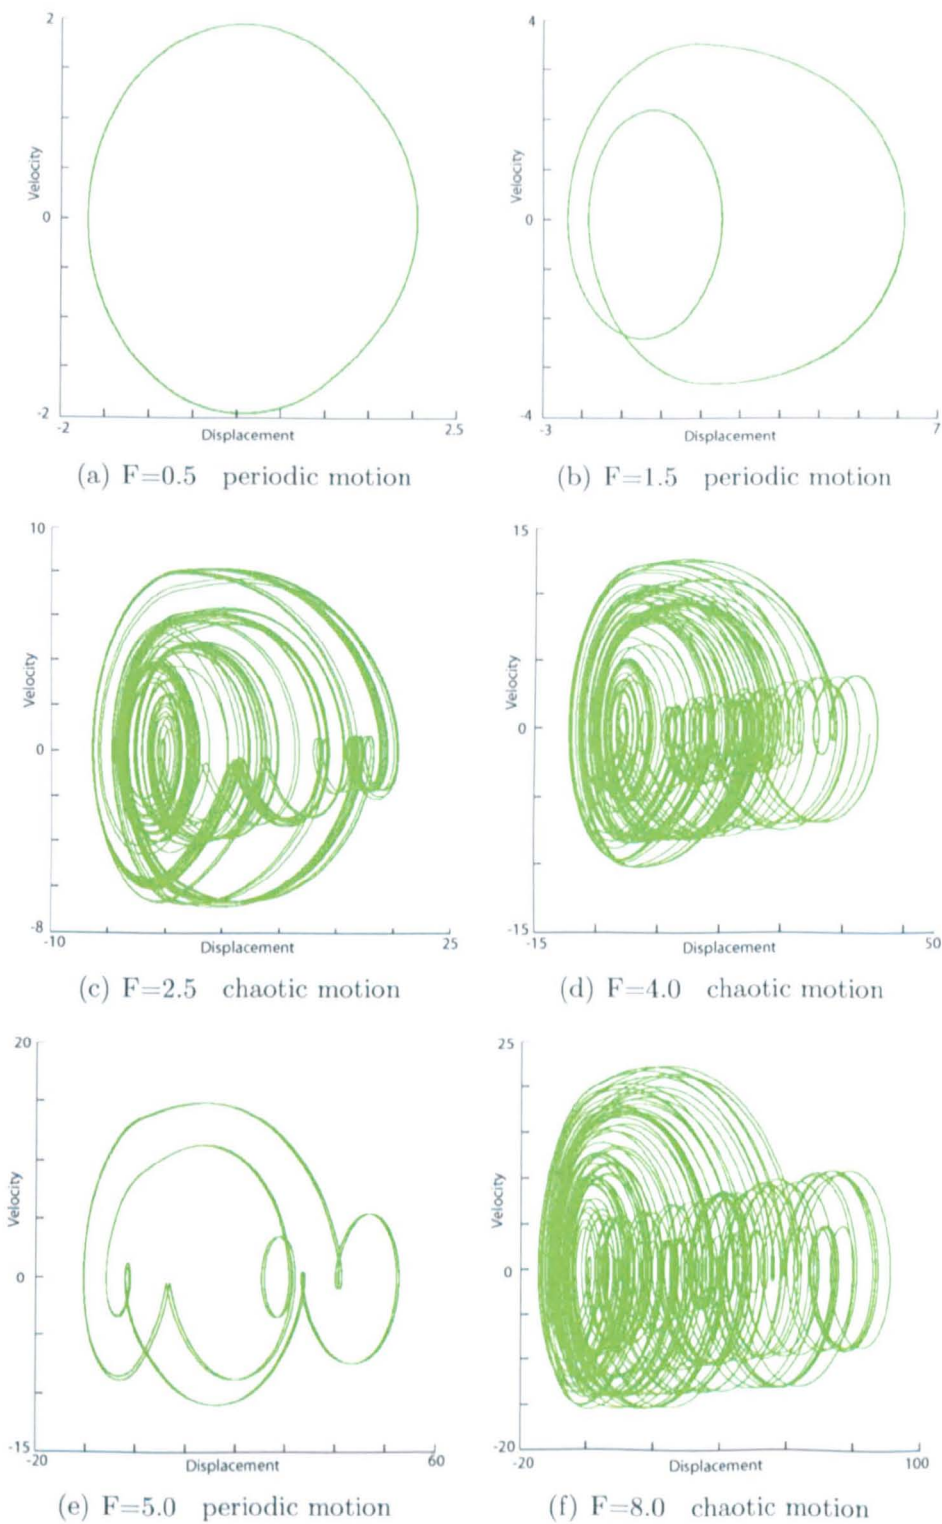 2
Velocity
0
-2
-2
Displacement
2.5
(a) F=0.5 periodic motion
4
Velocity
0
-4
-3
Displacement
7
(b) F=1.5 periodic motion
10
Velocity
0
-8
-10
Displacement
25
(c) F=2.5 chaotic motion
15
Velocity
0
-15
-15
Displacement
50
(d) F=4.0 chaotic motion
20
Velocity
0
-15
-20
Displacement
60
(e) F=5.0 periodic motion
25
Velocity
0
-20
-20
Displacement
100
(f) F=8.0 chaotic motion